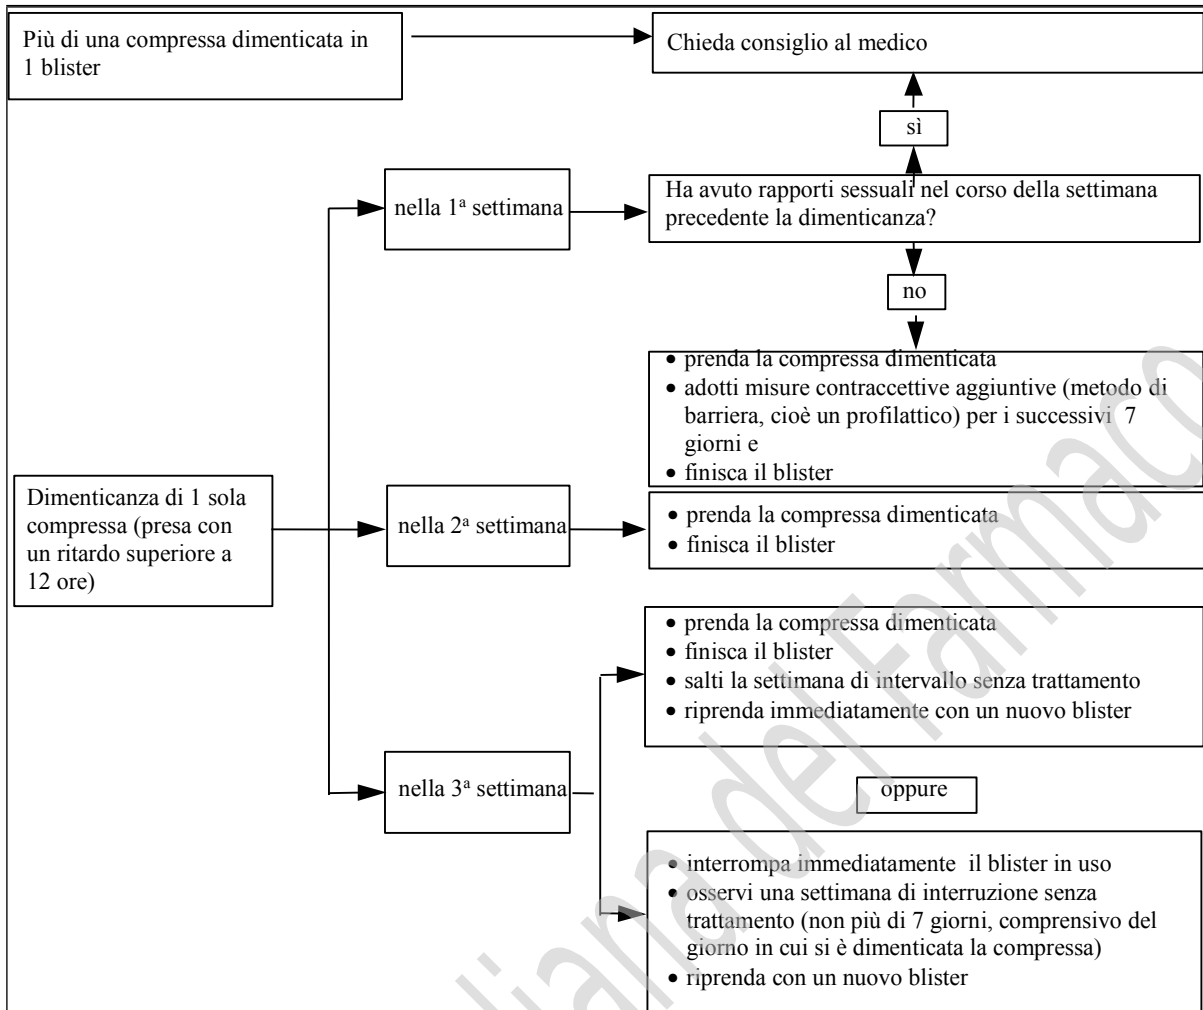 Più di una compressa dimenticata in
1 blister
Chieda consiglio al medico
sì
nella 1ª settimana
Ha avuto rapporti sessuali nel corso della settimana
precedente la dimenticanza?
no
• prenda la compressa dimenticata
• adotti misure contraccettive aggiuntive (metodo di
barriera, cioè un profilattico) per i successivi 7
giorni e
• finisca il blister
Dimenticanza di 1 sola
compressa (presa con
un ritardo superiore a
12 ore)
nella 2ª settimana
• prenda la compressa dimenticata
• finisca il blister
nella 3ª settimana
• prenda la compressa dimenticata
• finisca il blister
• salti la settimana di intervallo senza trattamento
• riprenda immediatamente con un nuovo blister
oppure
• interrompa immediatamente il blister in uso
• osservi una settimana di interruzione senza
trattamento (non più di 7 giorni, comprensivo del
giorno in cui si è dimenticata la compressa)
• riprenda con un nuovo blister
del Farmaco